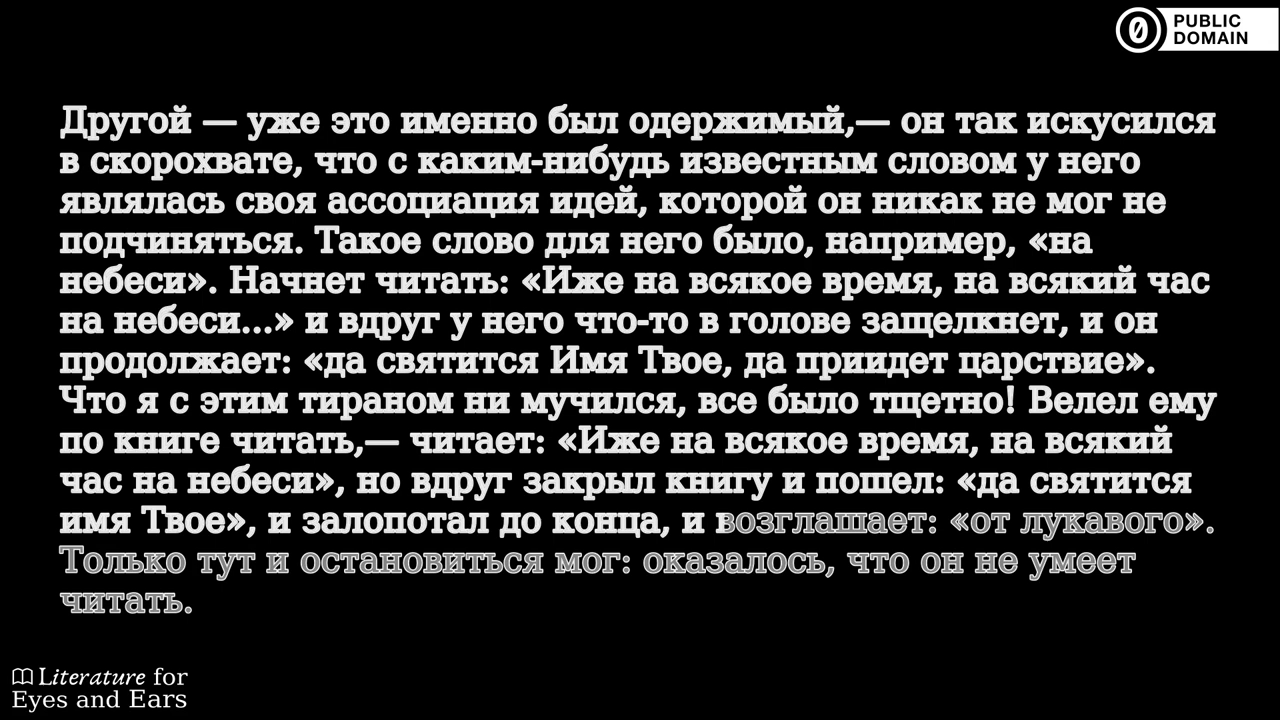 PUBLIC
DOMAIN
Другой — уже это именно был одержимый,— он так искусился
в скорохвате, что с каким-нибудь известным словом у него
являлась своя ассоциация идей, которой он никак не мог не
подчиняться. Такое слово для него было, например, «на
небеси». Начнет читать: «Иже на всякое время, на всякий час
на небеси...» и вдруг у него что-то в голове защелкнет, и он
продолжает: «да святится Имя Твое, да приидет царствие».
Что я с этим тираном ни мучился, все было тщетно! Велел ему
по книге читать,— читает: «Иже на всякое время, на всякий
час на небеси», но вдруг закрыл книгу и пошел: «да святится
имя Твое», и залопотал до конца, и возглашает: «от лукавого».
Только тут и остановиться мог: оказалось, что он не умеет
читать.
Literature for
Eyes and Ears